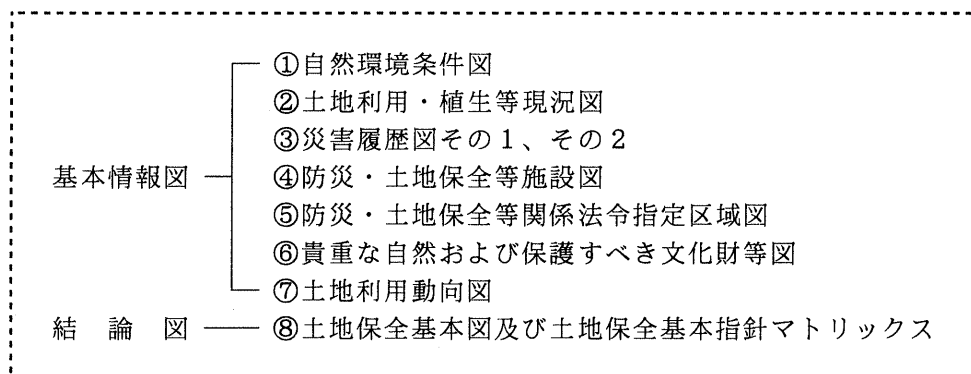 ①自然環境条件図
②土地利用・植生等現況図
③災害履歴図その1、その2
基本情報図 ④防災・土地保全等施設図
⑤防災・土地保全等関係法令指定区域図
⑥貴重な自然および保護すべき文化財等図
⑦土地利用動向図
結論図 ⑧土地保全基本図及び土地保全基本指針マトリックス